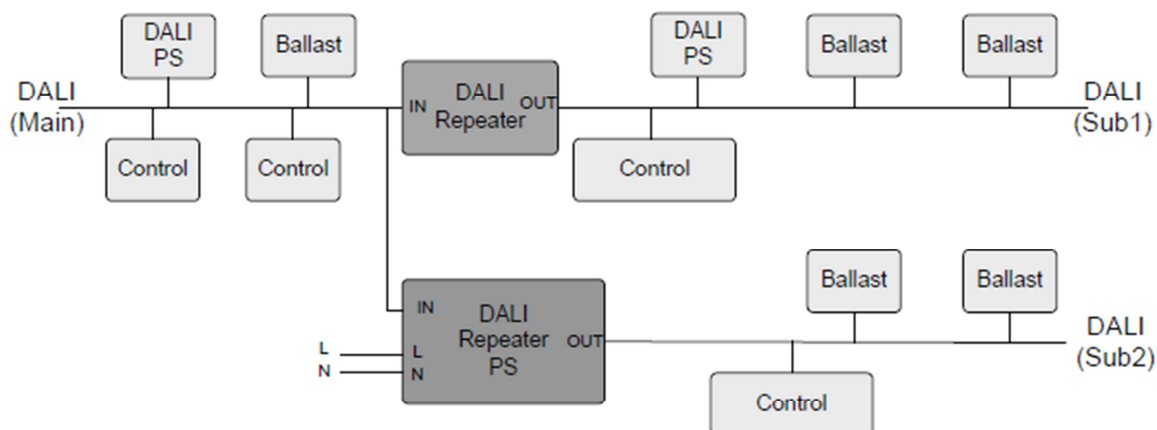 DALI
PS
Ballast
DALI
PS
Ballast
Ballast
DALI
(Main)
IN
DALI
Repeater
OUT
DALI
(Sub1)
Control
Control
Control
Ballast
Ballast
IN
DALI
Repeater
PS
OUT
L
N
L
N
DALI
(Sub2)
Control